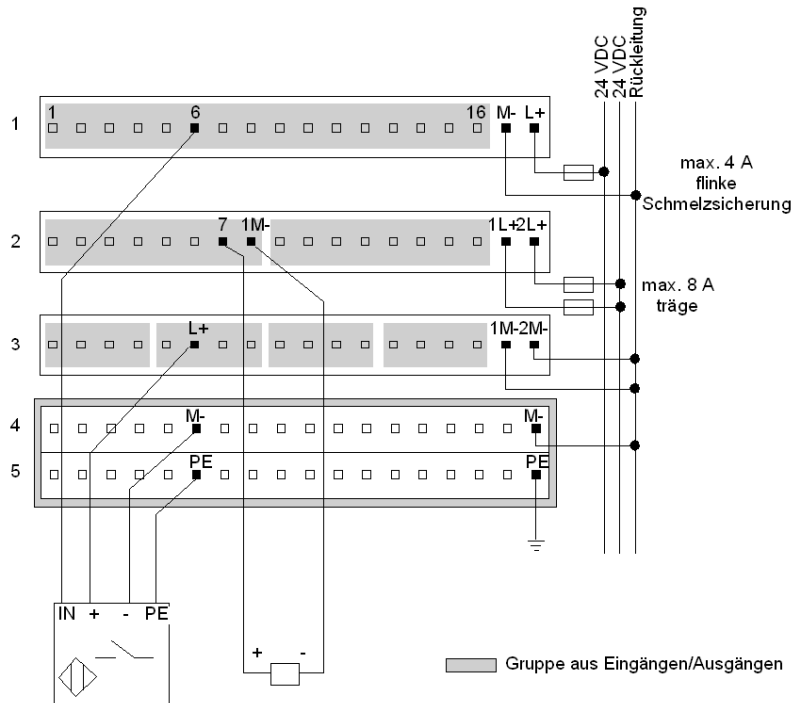 24 VDC
24 VDC
Rückleitung
1
1 6 16 M- L+
max. 4 A
flinke
Schmelzsicherung
2
7 1M- 1L+ 2L+
max. 8 A
träge
3
L+ 1M- 2M-
4
M- M-
5
PE PE
IN + - PE
+ -
Gruppe aus Eingängen/Ausgängen